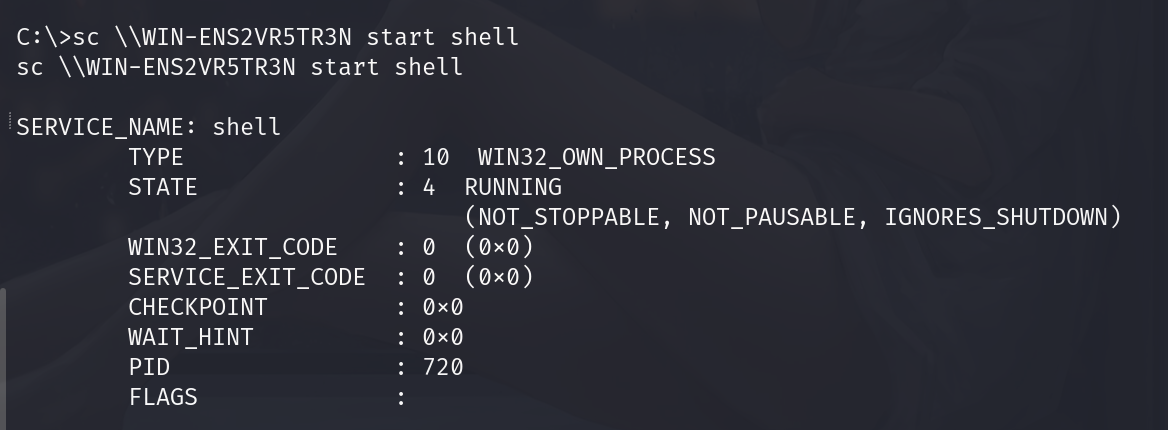 C:\>sc \\WIN-ENS2VR5TR3N start shell
sc \\WIN-ENS2VR5TR3N start shell
SERVICE_NAME: shell
TYPE : 10 WIN32_OWN_PROCESS
STATE : 4 RUNNING
(NOT_STOPPABLE, NOT_PAUSABLE, IGNORES_SHUTDOWN)
WIN32_EXIT_CODE : 0 (0×0)
SERVICE_EXIT_CODE : 0 (0×0)
CHECKPOINT : 0×0
WAIT_HINT : 0×0
PID : 720
FLAGS :